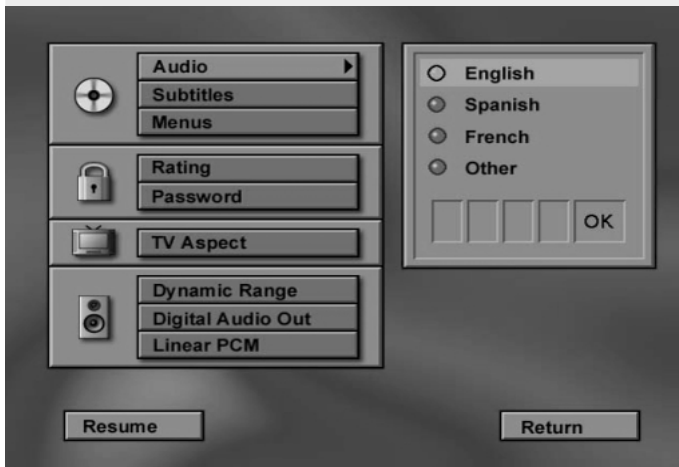 Audio
Subtitles
Menus
Rating
Password
TV Aspect
Dynamic Range
Digital Audio Out
Linear PCM
English
Spanish
French
Other
OK
Resume
Return